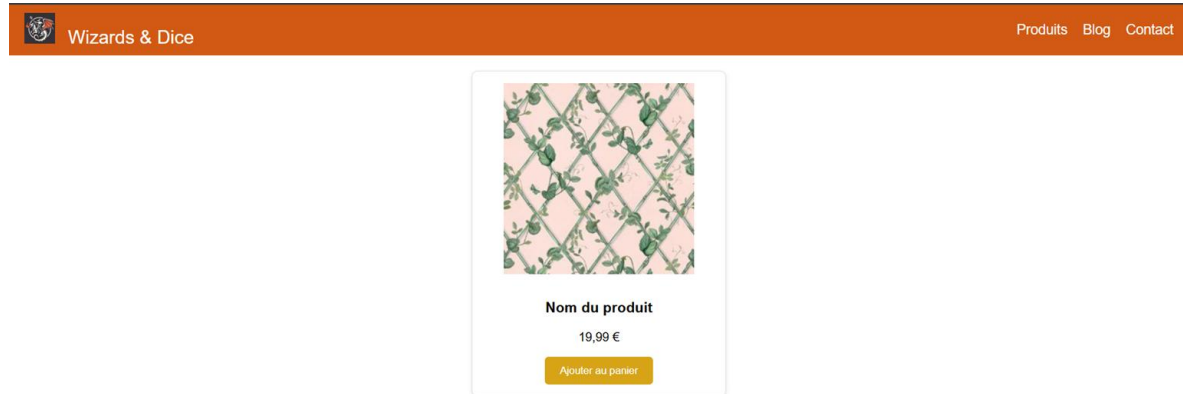 Wizards & Dice
Produits Blog Contact
Nom du produit
19,99 €
Ajouter au panier